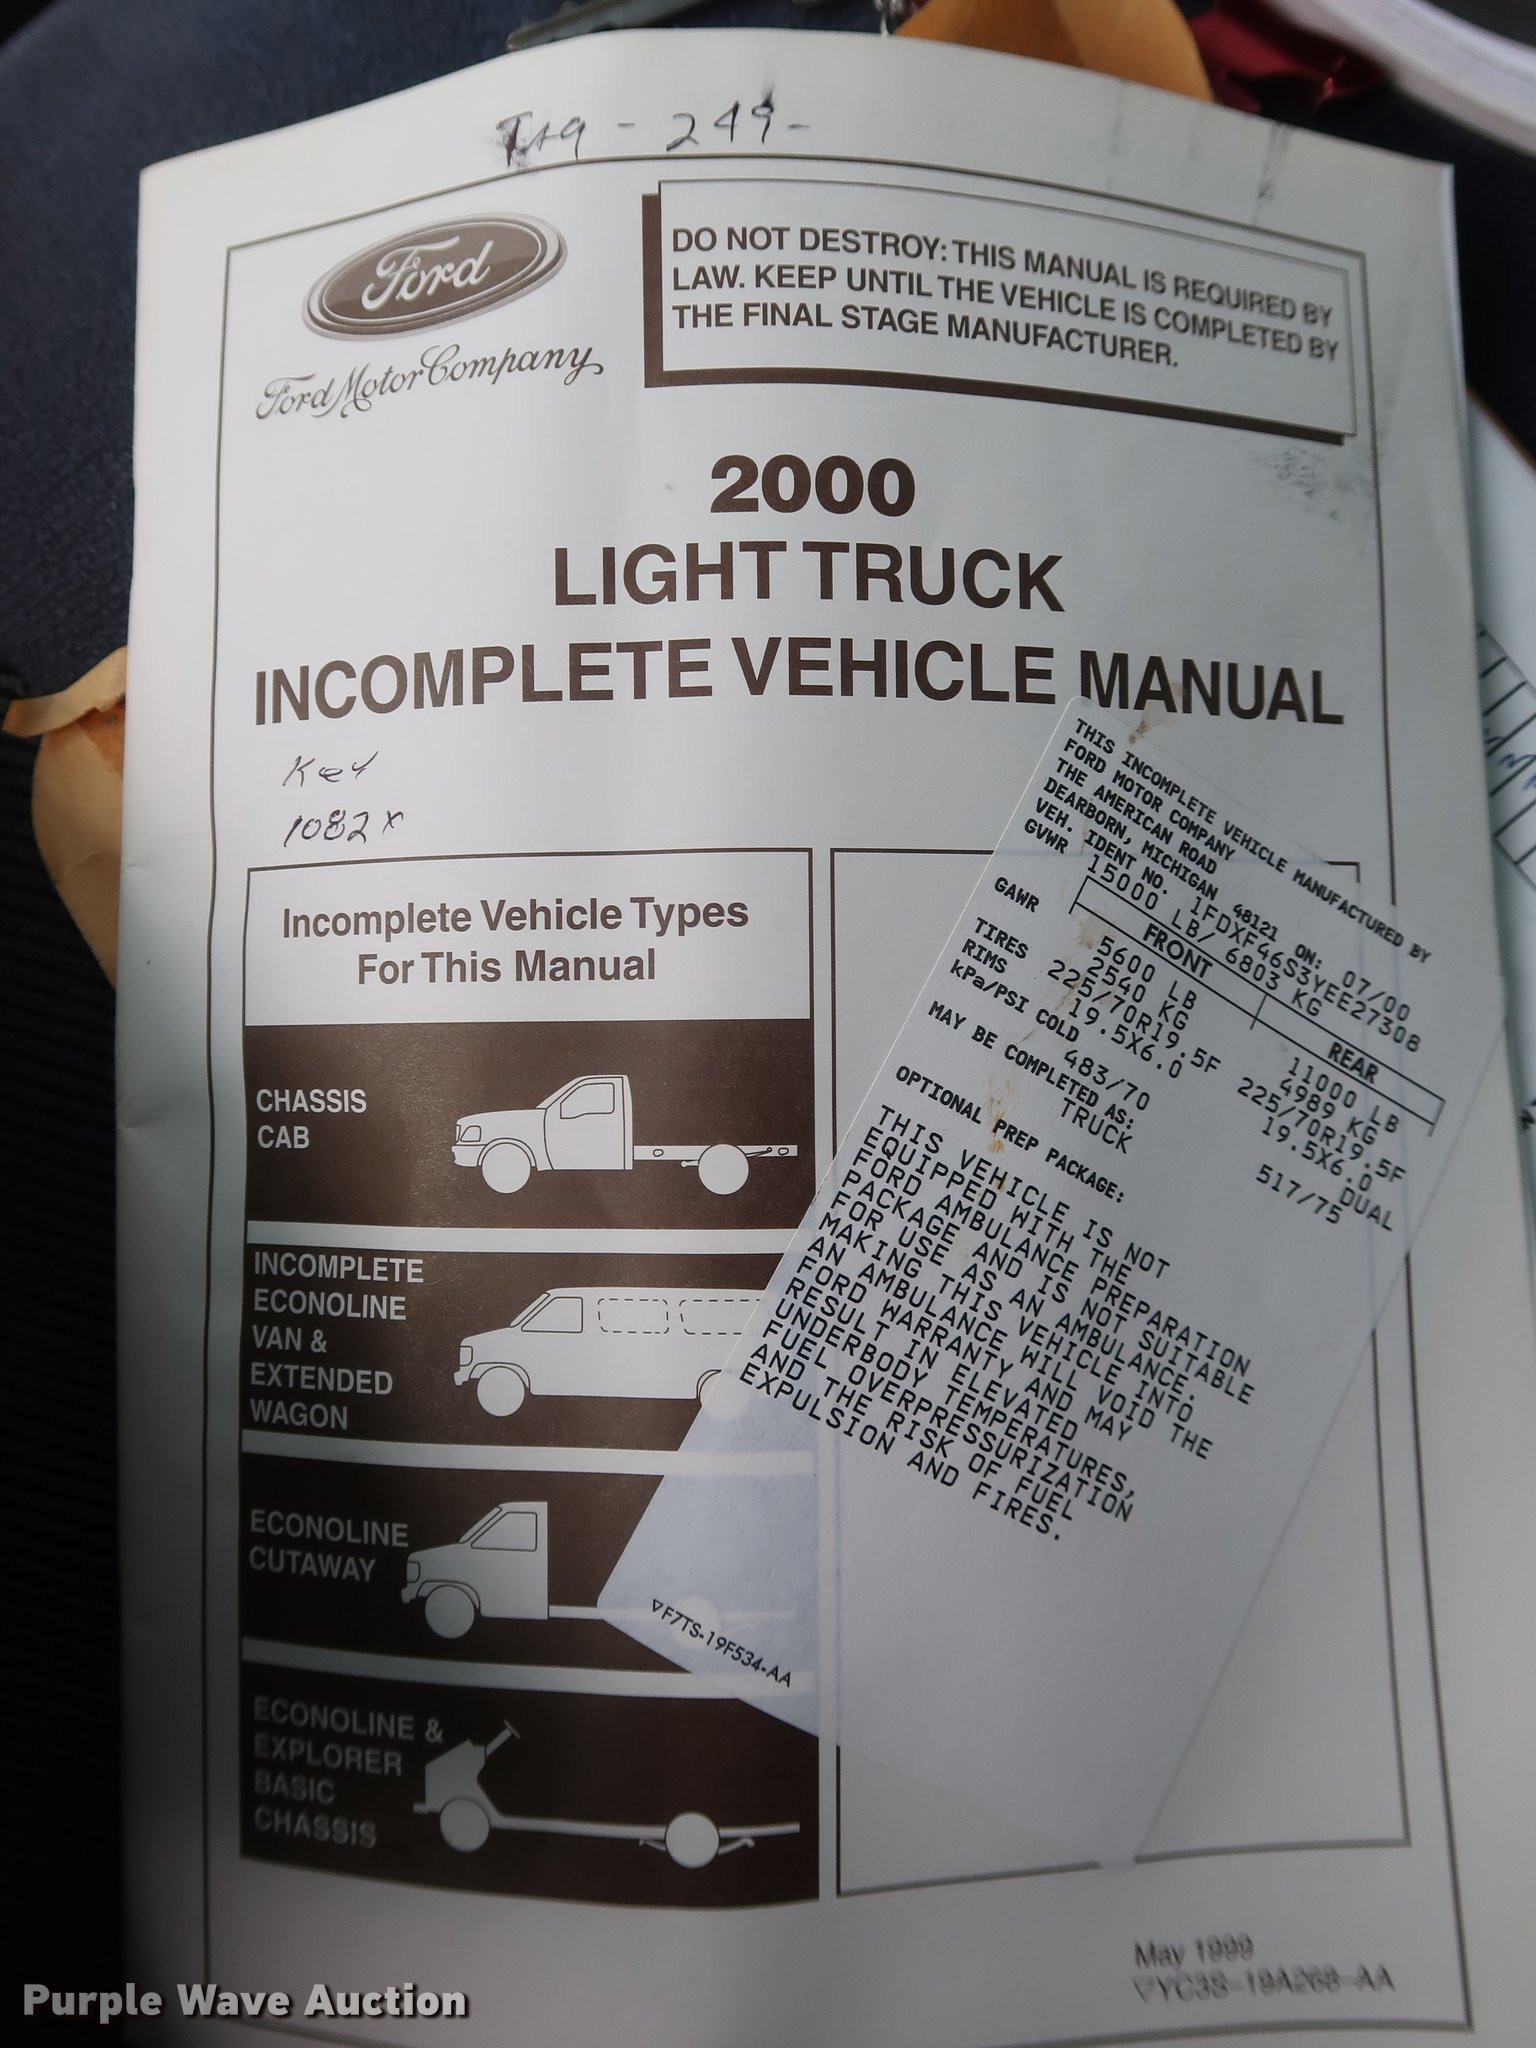 Tag - 249-
Ford
Ford Motor Company
DO NOT DESTROY: THIS MANUAL IS REQUIRED BY
LAW. KEEP UNTIL THE VEHICLE IS COMPLETED BY
THE FINAL STAGE MANUFACTURER.
2000
LIGHT TRUCK
INCOMPLETE VEHICLE MANUAL
Key
1082x
Incomplete Vehicle Types
For This Manual
CHASSIS
CAB
INCOMPLETE
ECONOLINE
VAN &
EXTENDED
WAGON
ECONOLINE
CUTAWAY
ECONOLINE &
EXPLORER
BASIC
CHASSIS
THIS INCOMPLETE VEHICLE MANUFACTURED BY
FORD MOTOR COMPANY
THE AMERICAN ROAD
DEARBORN, MICHIGAN 48121 ON: 07/00
VEH. IDENT NO. 1FDXF46S3YEE27308
GVWR 15000 LB/ 6803 KG
FRONT REAR
GAWR 5600 LB 11000 LB
2540 KG 4989 KG
TIRES 225/70R19.5F 225/70R19.5F
RIMS 19.5X6.0 19.5X6.0 DUAL
kPa/PSI COLD 483/70 517/75
MAY BE COMPLETED AS:
TRUCK
OPTIONAL PREP PACKAGE:
THIS VEHICLE IS NOT
EQUIPPED WITH THE
FORD AMBULANCE PREPARATION
PACKAGE AND IS NOT SUITABLE
FOR USE AS AN AMBULANCE.
MAKING THIS VEHICLE INTO
AN AMBULANCE WILL VOID THE
FORD WARRANTY AND MAY
RESULT IN ELEVATED
UNDERBODY TEMPERATURES,
FUEL OVERPRESSURIZATION
AND THE RISK OF FUEL
EXPULSION AND FIRES.
▽F7TS-19F534-AA
May 1999
▽YC3S-19A268-AA
Purple Wave Auction